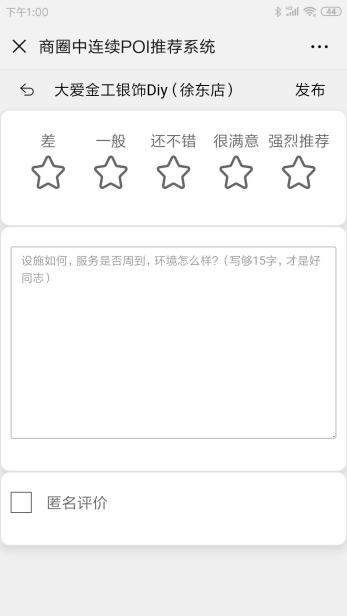 下午1:00
HD
44
商圈中连续POI推荐系统
大爱金工银饰Diy（徐东店）
发布
差 一般 还不错 很满意 强烈推荐
设施如何，服务是否周到，环境怎么样?（写够15字，才是好
同志）
匿名评价